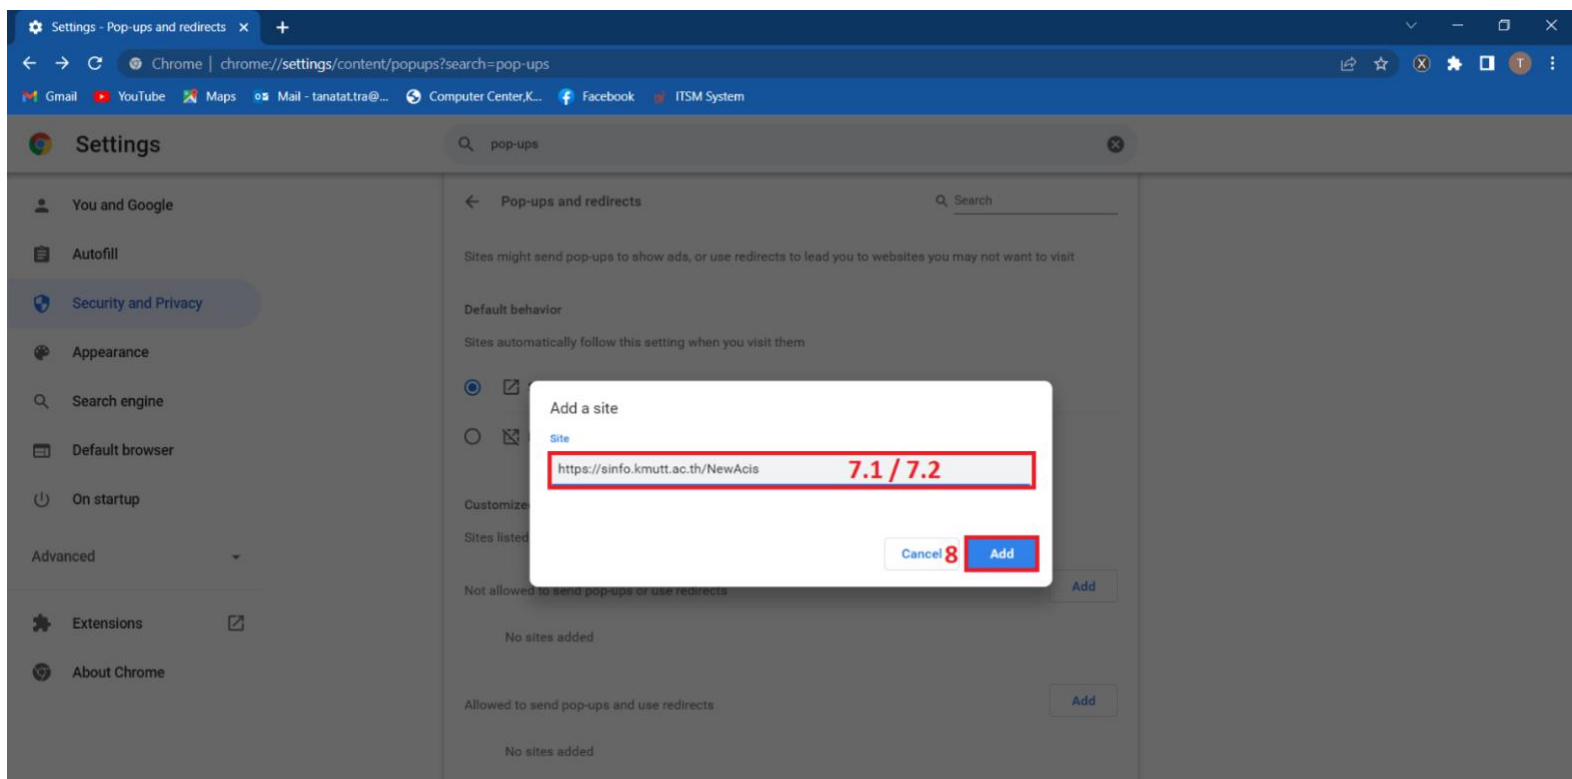 Settings - Pop-ups and redirects
Chrome | chrome://settings/content/popups?search=pop-ups
T
Gmail YouTube Maps Mail - tanatat.tra@... Computer Center,K... Facebook ITSM System
Settings
pop-ups
You and Google
Autofill
Security and Privacy
Appearance
Search engine
Default browser
On startup
Advanced
Extensions
About Chrome
Pop-ups and redirects
Search
Sites might send pop-ups to show ads, or use redirects to lead you to websites you may not want to visit
Default behavior
Sites automatically follow this setting when you visit them
Add a site
Site
https://sinfo.kmutt.ac.th/NewAcis 7.1 / 7.2
Customize
Sites listed
Cancel 8 Add
Not allowed to send pop-ups or use redirects
Add
No sites added
Allowed to send pop-ups and use redirects
Add
No sites added